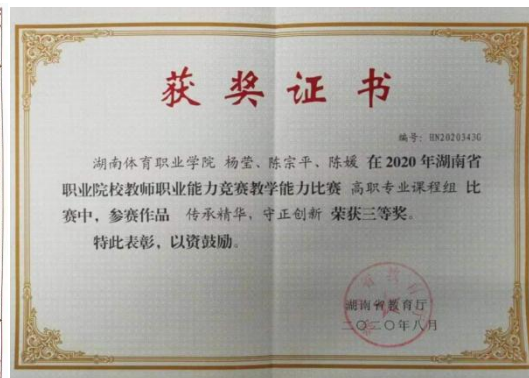 获奖证书
编号：HN2020343G
湖南体育职业学院 杨莹、陈宗平、陈媛 在 2020 年湖南省
职业院校教师职业能力竞赛教学能力比赛 高职专业课程组 比
赛中，参赛作品 传承精华，守正创新 荣获三等奖。
特此表彰，以资鼓励。
湖南省教育厅
二〇二〇年八月